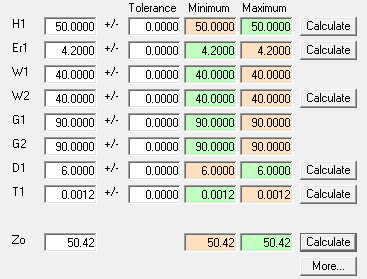 Tolerance Minimum Maximum
H1 50.0000 +/- 0.0000 50.0000 50.0000 Calculate
Er1 4.2000 +/- 0.0000 4.2000 4.2000 Calculate
W1 40.0000 +/- 0.0000 40.0000 40.0000
W2 40.0000 +/- 0.0000 40.0000 40.0000 Calculate
G1 90.0000 +/- 0.0000 90.0000 90.0000
G2 90.0000 +/- 0.0000 90.0000 90.0000
D1 6.0000 +/- 0.0000 6.0000 6.0000 Calculate
T1 0.0012 +/- 0.0000 0.0012 0.0012 Calculate
Zo 50.42 50.42 50.42 Calculate
More...